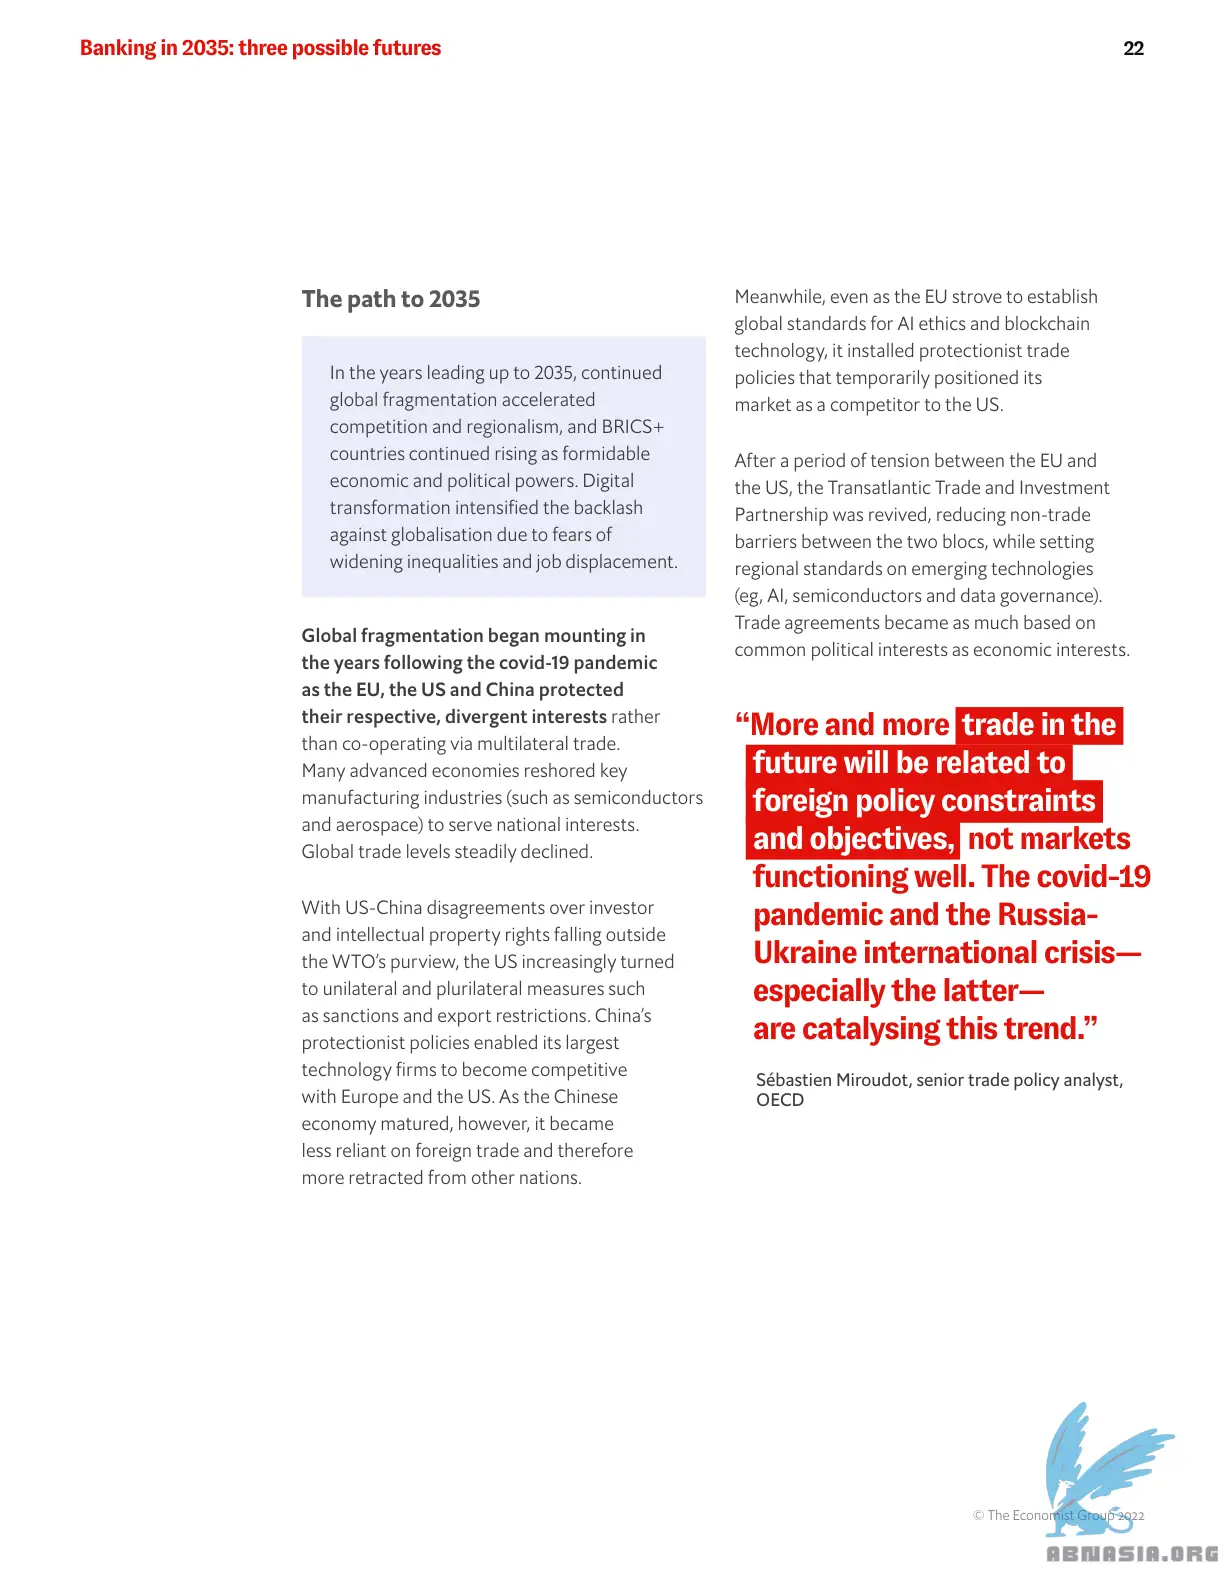 Banking in 2035: three possible futures
22
The path to 2035
In the years leading up to 2035, continued
global fragmentation accelerated
competition and regionalism, and BRICS+
countries continued rising as formidable
economic and political powers. Digital
transformation intensified the backlash
against globalisation due to fears of
widening inequalities and job displacement.
Global fragmentation began mounting in
the years following the covid-19 pandemic
as the EU, the US and China protected
their respective, divergent interests rather
than co-operating via multilateral trade.
Many advanced economies reshored key
manufacturing industries (such as semiconductors
and aerospace) to serve national interests.
Global trade levels steadily declined.
With US-China disagreements over investor
and intellectual property rights falling outside
the WTO’s purview, the US increasingly turned
to unilateral and plurilateral measures such
as sanctions and export restrictions. China’s
protectionist policies enabled its largest
technology firms to become competitive
with Europe and the US. As the Chinese
economy matured, however, it became
less reliant on foreign trade and therefore
more retracted from other nations.
Meanwhile, even as the EU strove to establish
global standards for AI ethics and blockchain
technology, it installed protectionist trade
policies that temporarily positioned its
market as a competitor to the US.
After a period of tension between the EU and
the US, the Transatlantic Trade and Investment
Partnership was revived, reducing non-trade
barriers between the two blocs, while setting
regional standards on emerging technologies
(eg, AI, semiconductors and data governance).
Trade agreements became as much based on
common political interests as economic interests.
“More and more trade in the
future will be related to
foreign policy constraints
and objectives, not markets
functioning well. The covid-19
pandemic and the Russia-
Ukraine international crisis—
especially the latter—
are catalysing this trend.”
Sébastien Miroudot, senior trade policy analyst,
OECD
© The Economist Group 2022
ABNASIA.ORG